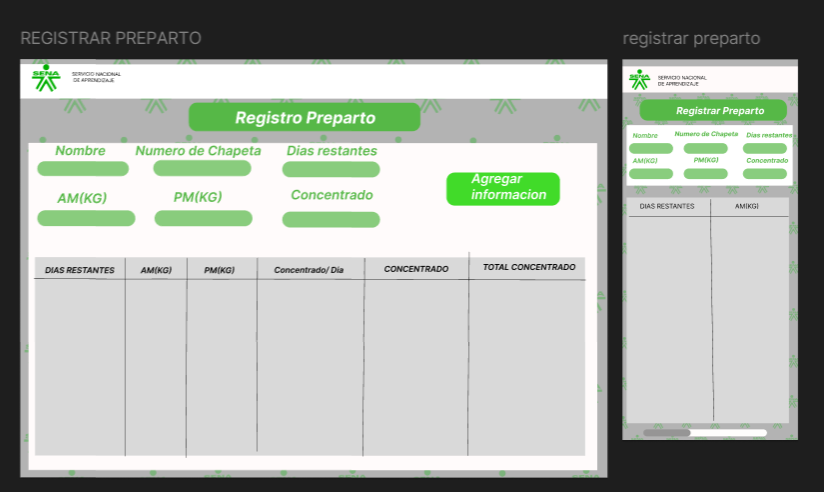 REGISTRAR PREPARTO
SENA
SERVICIO NACIONAL
DE APRENDIZAJE
Registro Preparto
Nombre Numero de Chapeta Dias restantes
AM(KG) PM(KG) Concentrado
Agregar
informacion
DIAS RESTANTES AM(KG) PM(KG) Concentrado/ Dia CONCENTRADO TOTAL CONCENTRADO
registrar preparto
SENA
SERVICIO NACIONAL
DE APRENDIZAJE
Registrar Preparto
Nombre Numero de Chapeta Dias restantes
AM(KG) PM(KG) Concentrado
DIAS RESTANTES AM(KG)